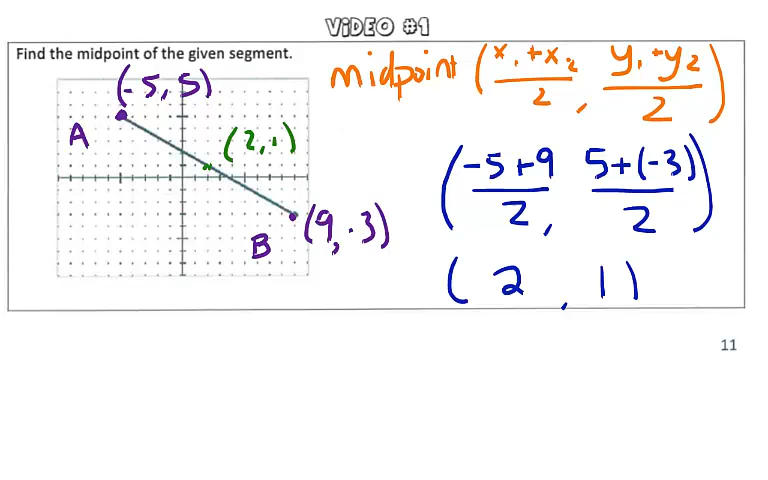 VIDEO #1
Find the midpoint of the given segment.
midpoint (x₁+x₂/2, y₁+y₂/2)
(-5, 5)
A
(2, 1)
(-5+9/2, 5+(-3)/2)
B (9, -3)
(2, 1)
11